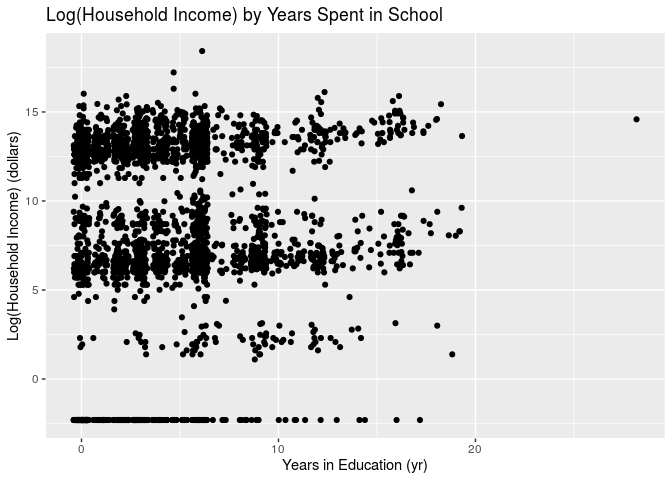 Log(Household Income) by Years Spent in School
Log(Household Income) (dollars)
15
10
5
0
0
10
20
Years in Education (yr)